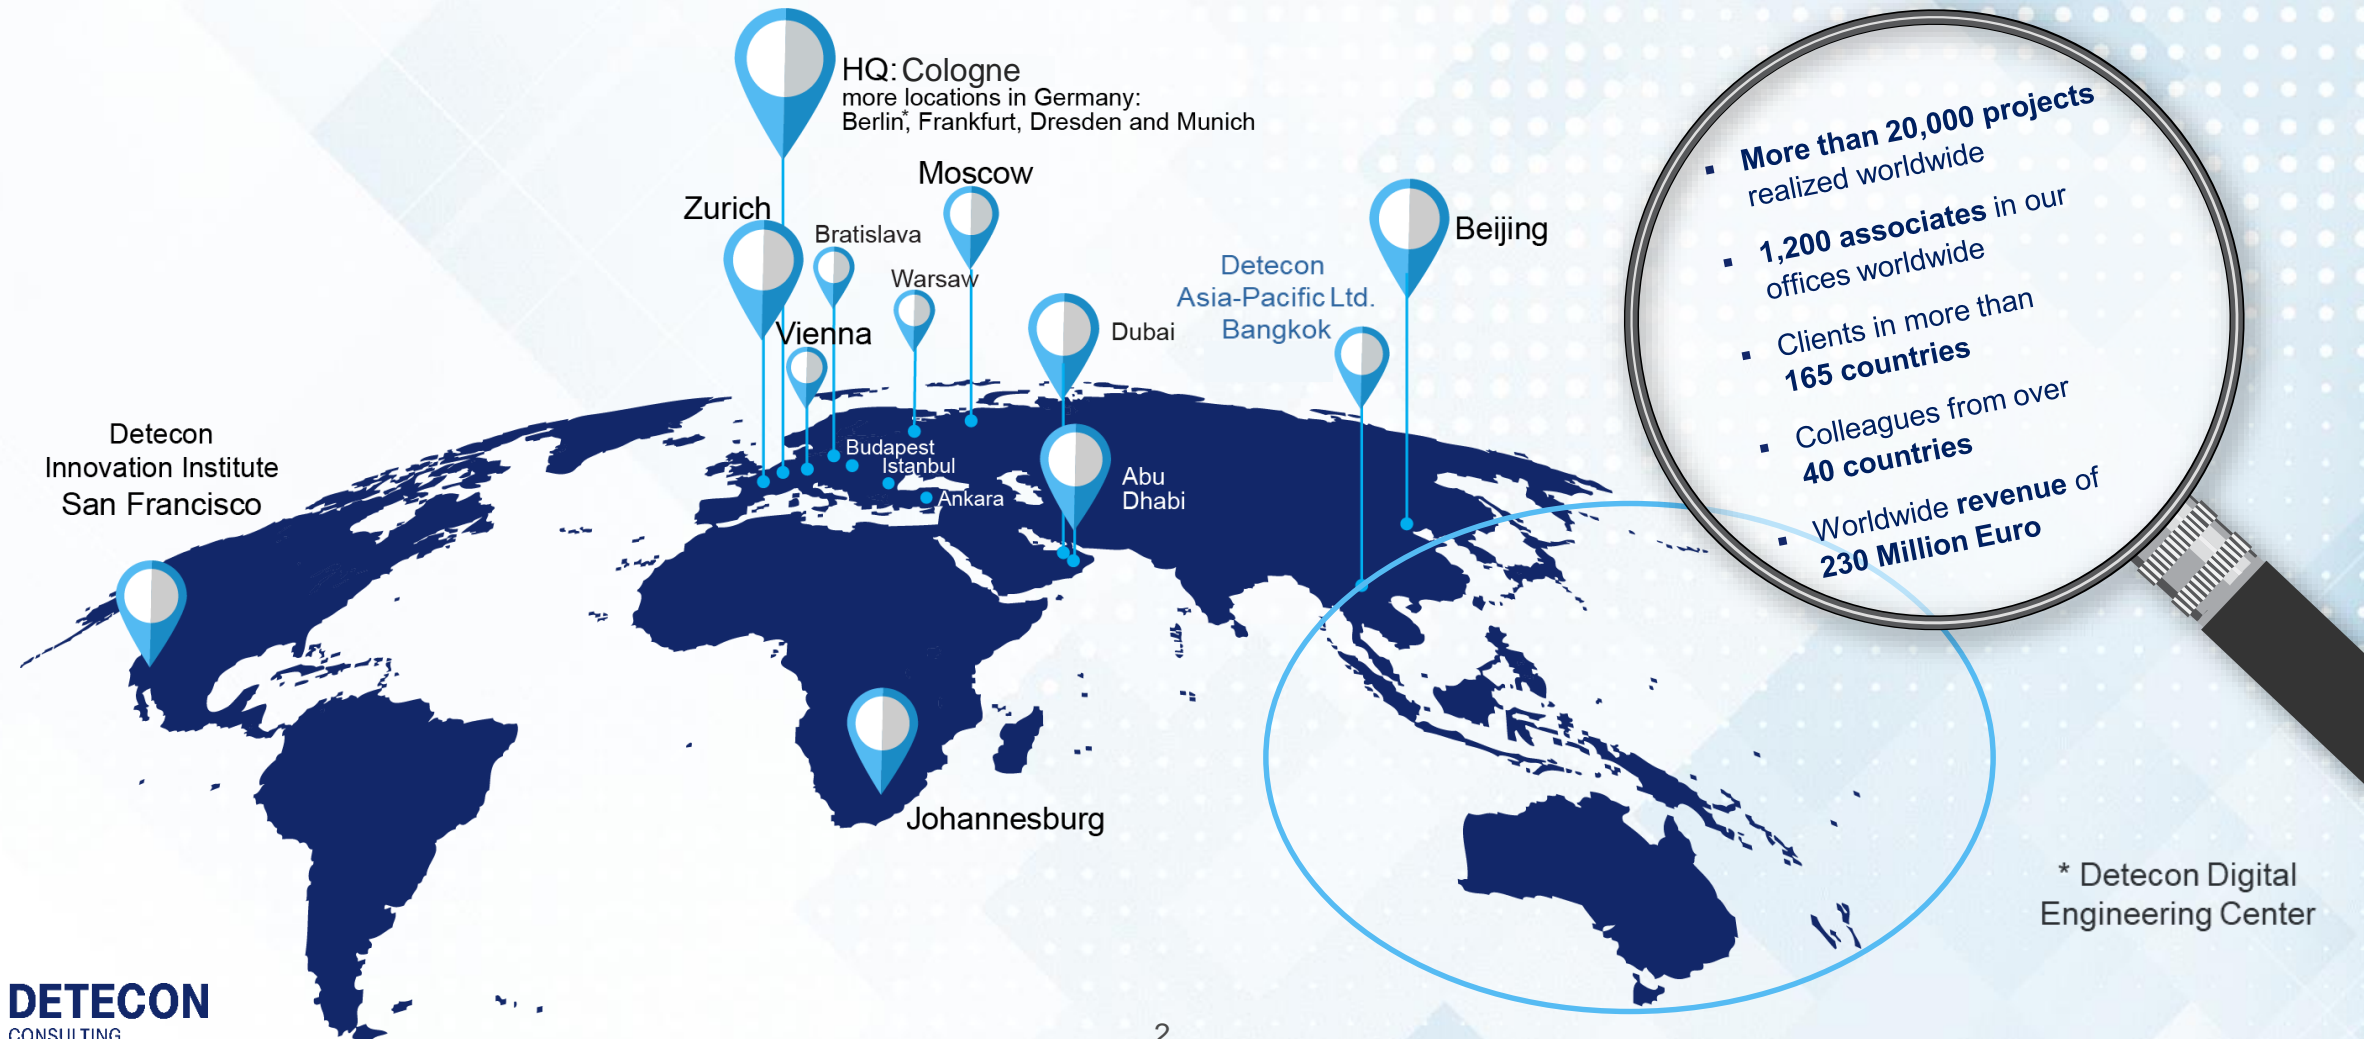 HQ: Cologne
more locations in Germany:
Berlin*, Frankfurt, Dresden and Munich
Moscow
Zurich
Bratislava
Warsaw
Vienna
Beijing
Detecon
Asia-Pacific Ltd.
Bangkok
Dubai
Budapest
Istanbul
Ankara
Abu
Dhabi
Detecon
Innovation Institute
San Francisco
Johannesburg
▪ More than 20,000 projects
realized worldwide
▪ 1,200 associates in our
offices worldwide
▪ Clients in more than
165 countries
▪ Colleagues from over
40 countries
▪ Worldwide revenue of
230 Million Euro
* Detecon Digital
Engineering Center
DETECON
CONSULTING
2